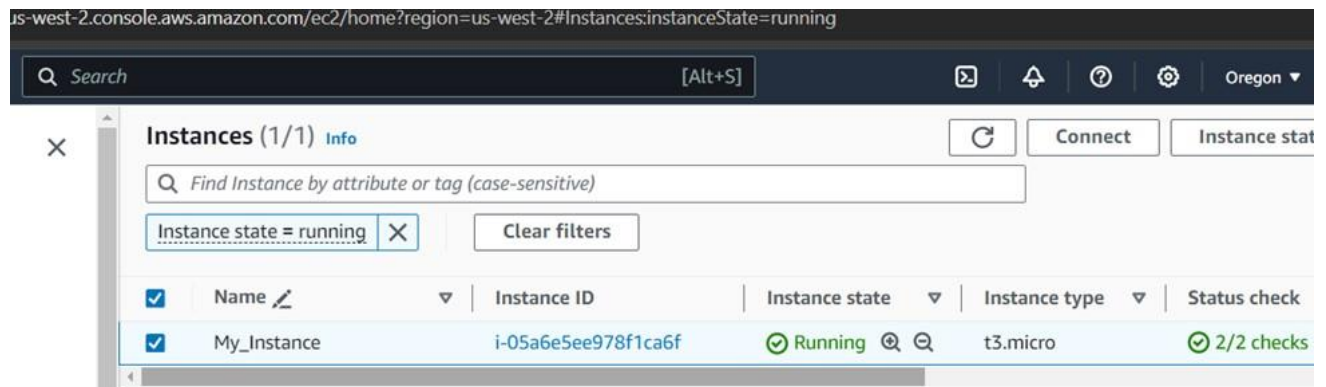 us-west-2.console.aws.amazon.com/ec2/home?region=us-west-2#Instances:instanceState=running
Search [Alt+S] Oregon
Instances (1/1) Info Connect Instance stat
Find Instance by attribute or tag (case-sensitive)
Instance state = running Clear filters
Name Instance ID Instance state Instance type Status check
My_Instance i-05a6e5ee978f1ca6f Running t3.micro 2/2 checks